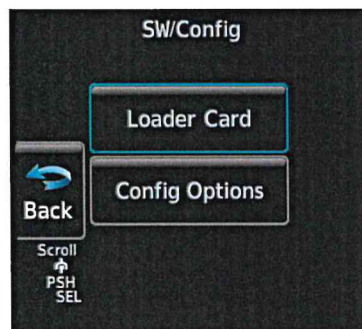 SW/Config
Loader Card
Config Options
Back
Scroll
PSH
SEL